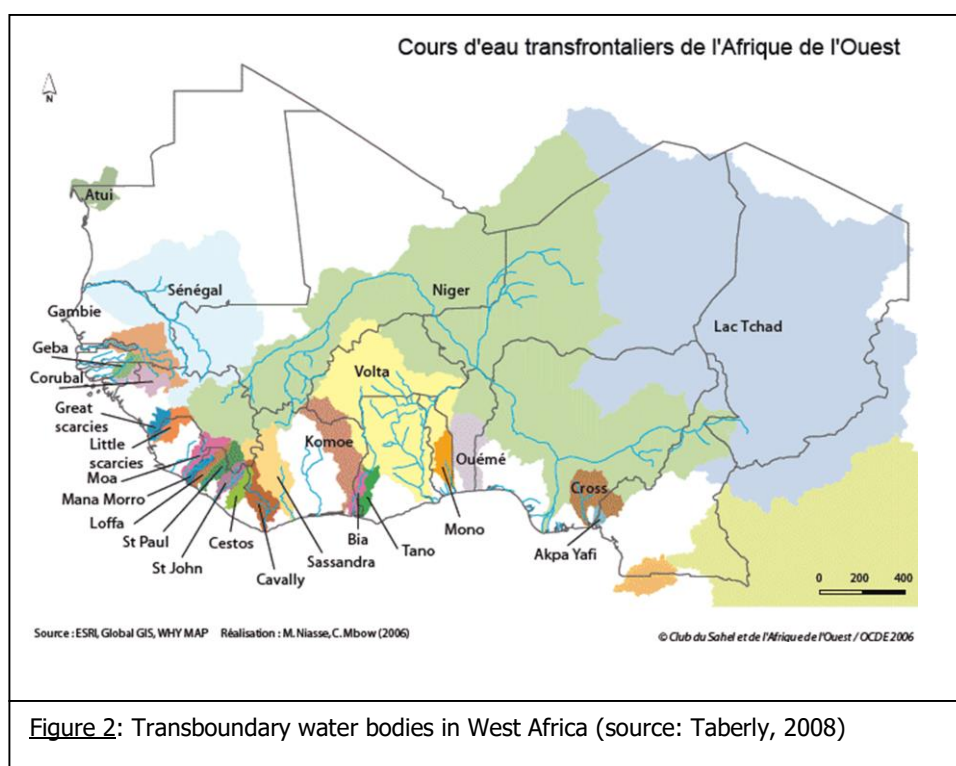 Cours d'eau transfrontaliers de l'Afrique de l'Ouest
N
Atui
Sénégal
Niger
Gambie
Lac Tchad
Geba
Volta
Corubal
Great
scarcies
Komoe
Little
scarcies
Ouémé
Moa
Cross
Mana Morro
Loffa
Mono
St Paul
Cestos
Bia
Akpa Yafi
Tano
Sassandra
St John
Cavally
0 200 400
Source : ESRI, Global GIS, WHY MAP Réalisation : M. Niasse, C. Mbow (2006)
© Club du Sahel et de l'Afrique de l'Ouest / OCDE 2006
Figure 2: Transboundary water bodies in West Africa (source: Taberly, 2008)